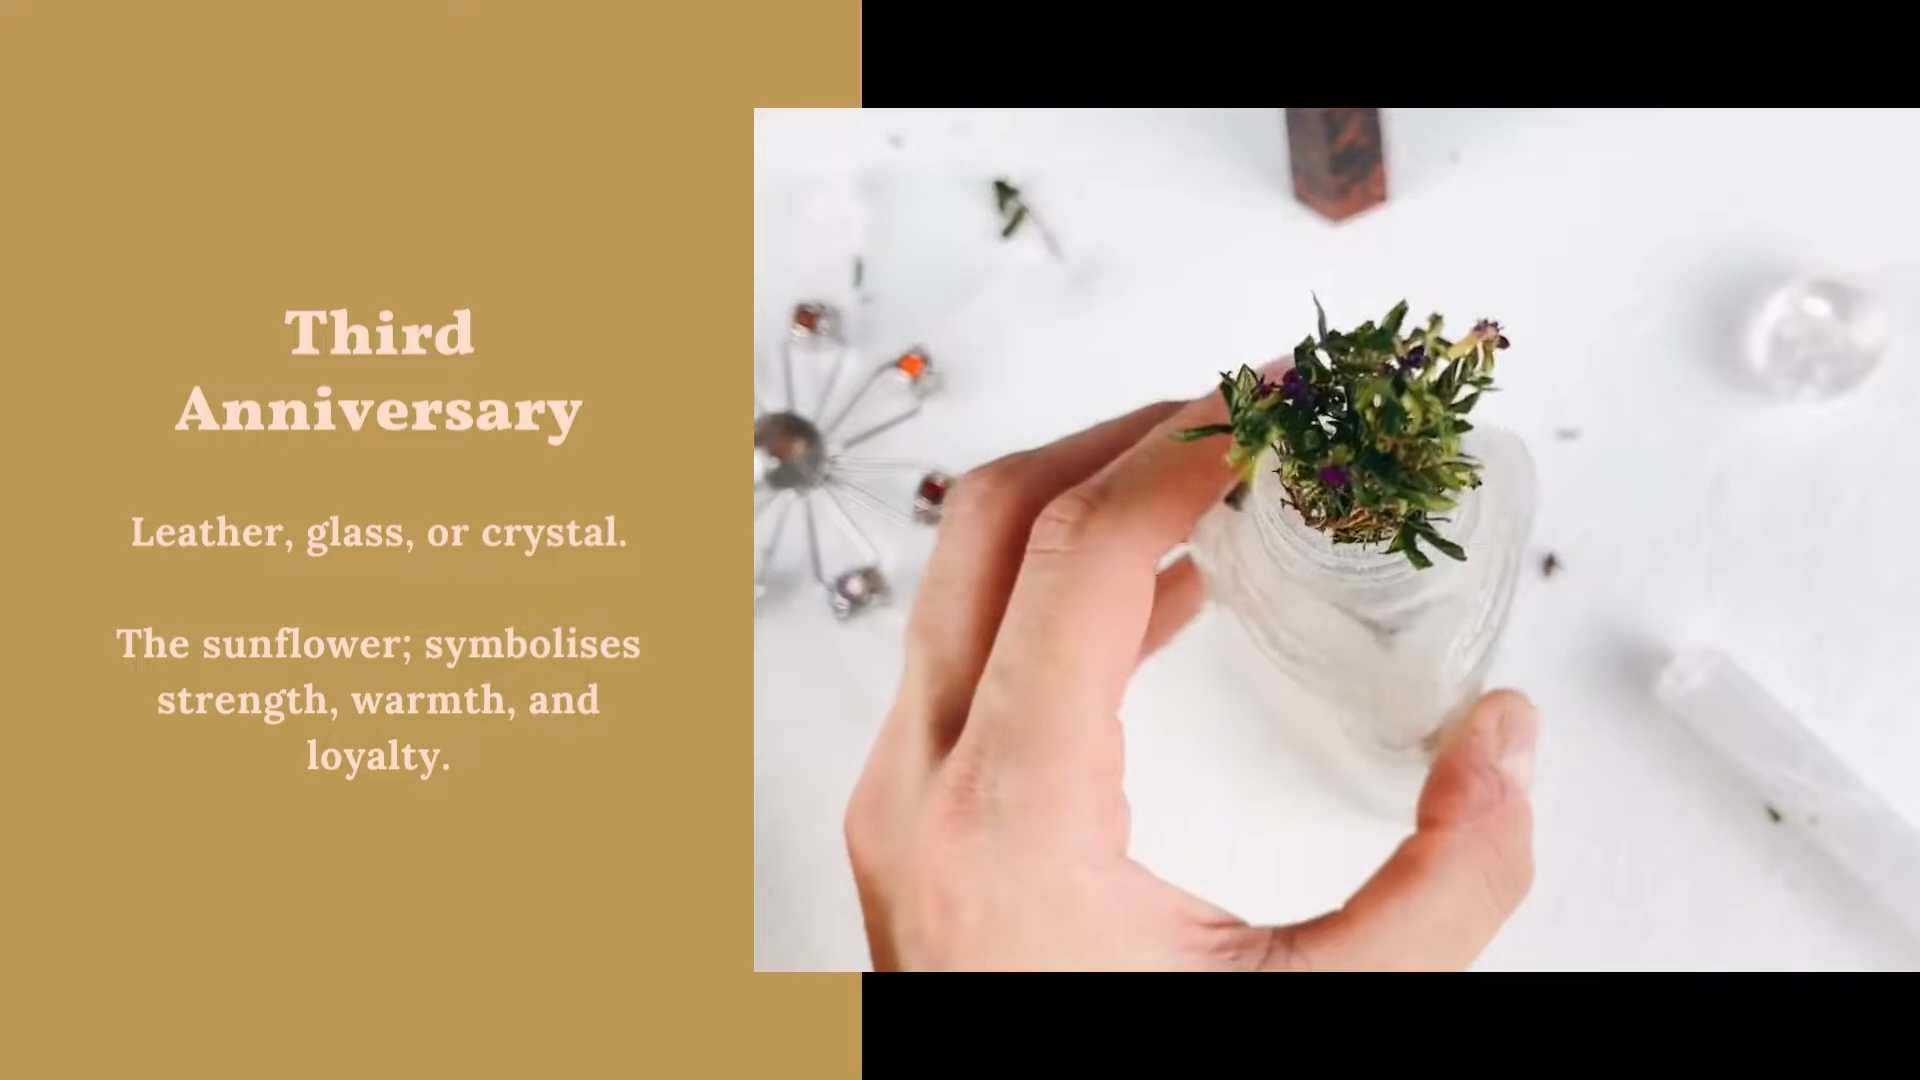 Third
Anniversary
Leather, glass, or crystal.
The sunflower; symbolises
strength, warmth, and
loyalty.